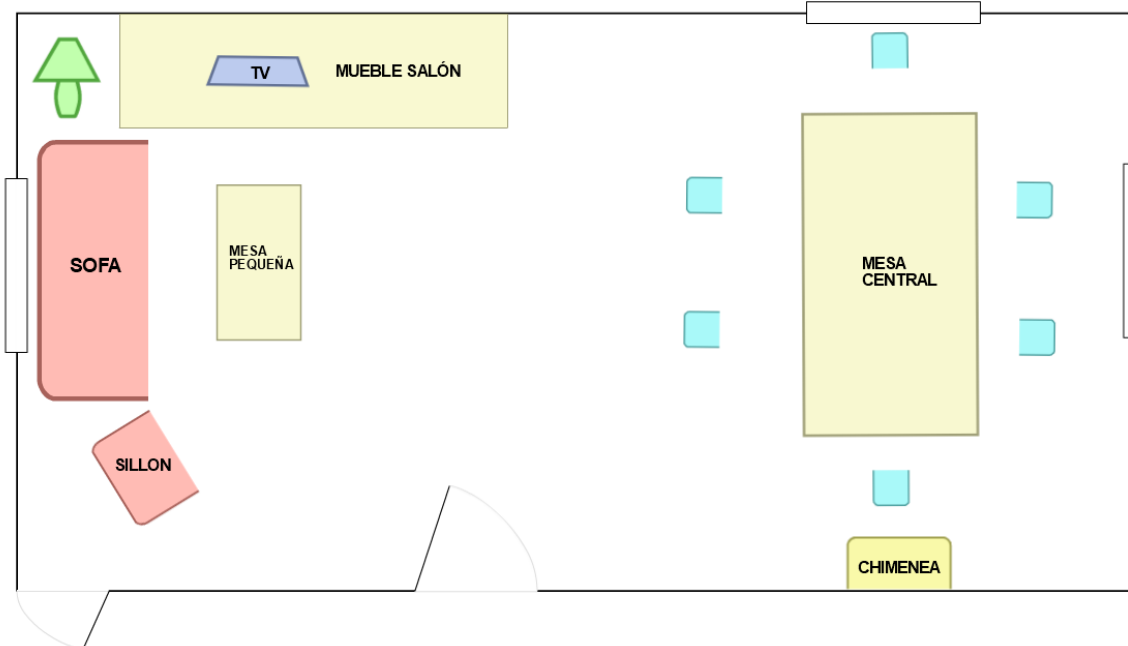 TV
MUEBLE SALÓN
MESA
PEQUEÑA
SOFA
MESA
CENTRAL
SILLON
CHIMENEA